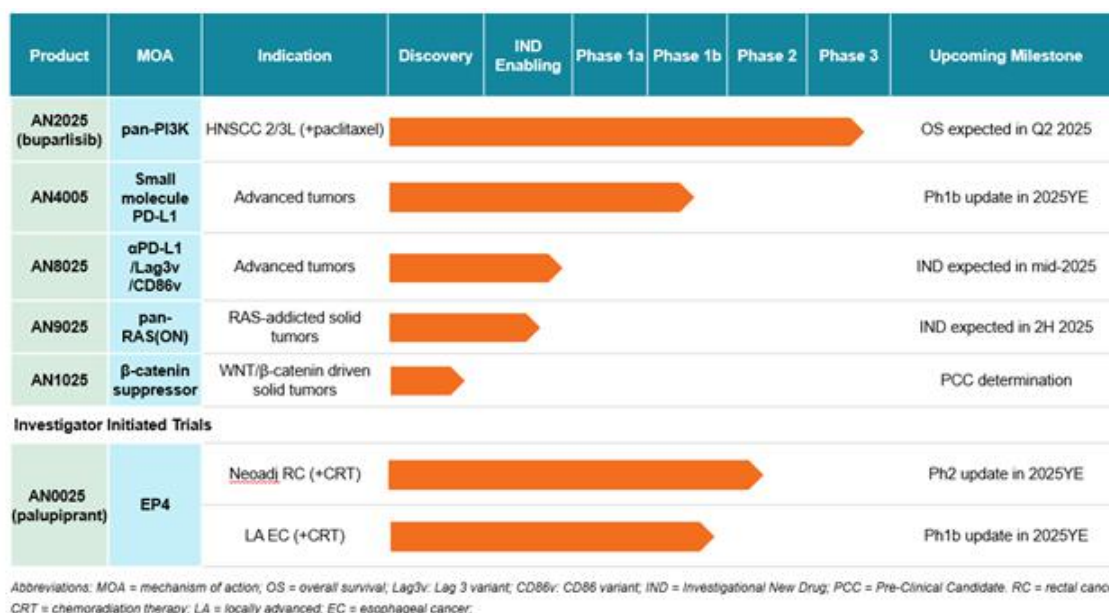 Product
MOA
Indication
Discovery
IND
Enabling
Phase 1a
Phase 1b
Phase 2
Phase 3
Upcoming Milestone
AN2025
(buparlisib)
pan-PI3K
HNSCC 2/3L (+paclitaxel)
OS expected in Q2 2025
AN4005
Small
molecule
PD-L1
Advanced tumors
Ph1b update in 2025YE
AN8025
αPD-L1
/Lag3v
/CD86v
Advanced tumors
IND expected in mid-2025
AN9025
pan-
RAS(ON)
RAS-addicted solid
tumors
IND expected in 2H 2025
AN1025
β-catenin
suppressor
WNT/β-catenin driven
solid tumors
PCC determination
Investigator Initiated Trials
AN0025
(palupiprant)
EP4
Neoadj RC (+CRT)
Ph2 update in 2025YE
LA EC (+CRT)
Ph1b update in 2025YE
Abbreviations: MOA = mechanism of action; OS = overall survival; Lag3v: Lag 3 variant; CD86v: CD86 variant; IND = Investigational New Drug; PCC = Pre-Clinical Candidate. RC = rectal canc
CRT = chemoradiation therapy; LA = locally advanced; EC = esophageal cancer;